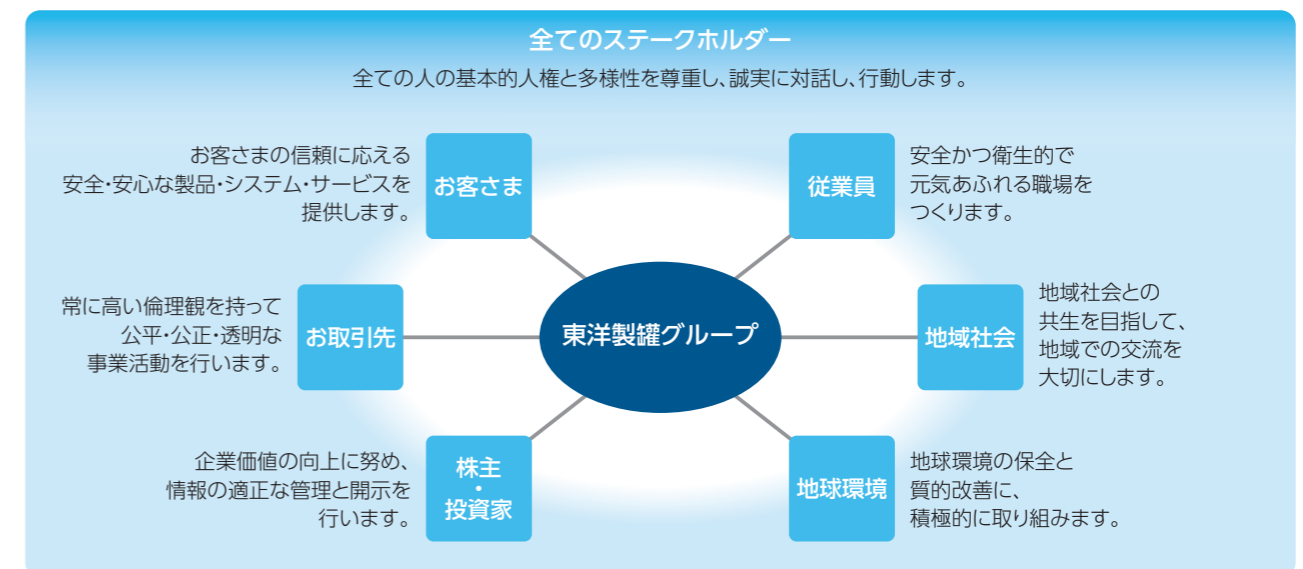 全てのステークホルダー
全ての人の基本的人権と多様性を尊重し、誠実に対話し、行動します。
お客さまの信頼に応える
安全・安心な製品・システム・サービスを
提供します。
お客さま
従業員
安全かつ衛生的で
元気あふれる職場を
つくります。
常に高い倫理観を持って
公平・公正・透明な
事業活動を行います。
お取引先
東洋製罐グループ
地域社会
地域社会との
共生を目指して、
地域での交流を
大切にします。
企業価値の向上に努め、
情報の適正な管理と開示を
行います。
株主
・
投資家
地球環境
地球環境の保全と
質的改善に、
積極的に取り組みます。